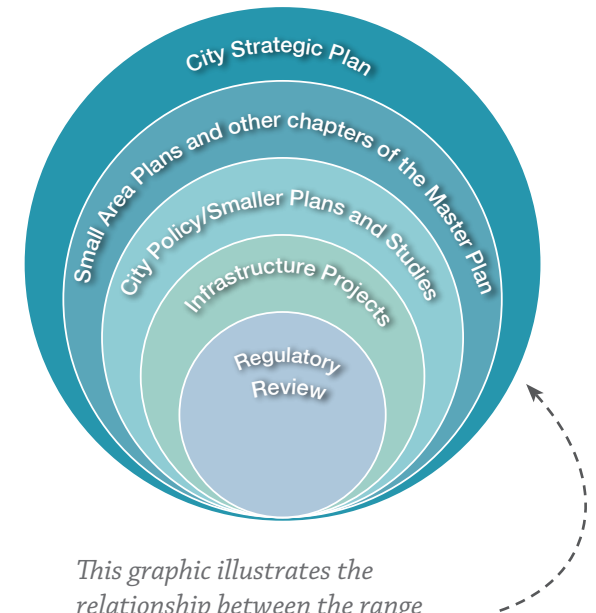 City Strategic Plan
Small Area Plans and other chapters of the Master Plan
City Policy/Smaller Plans and Studies
Infrastructure Projects
Regulatory
Review
This graphic illustrates the
relationship between the range